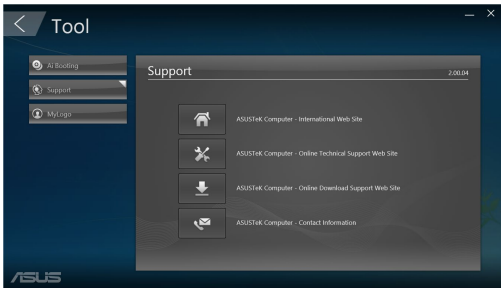 Tool
Ai Booting
Support
MyLogo
Support
2.00.04
ASUSTeK Computer - International Web Site
ASUSTeK Computer - Online Technical Support Web Site
ASUSTeK Computer - Online Download Support Web Site
ASUSTeK Computer - Contact Information
ASUS